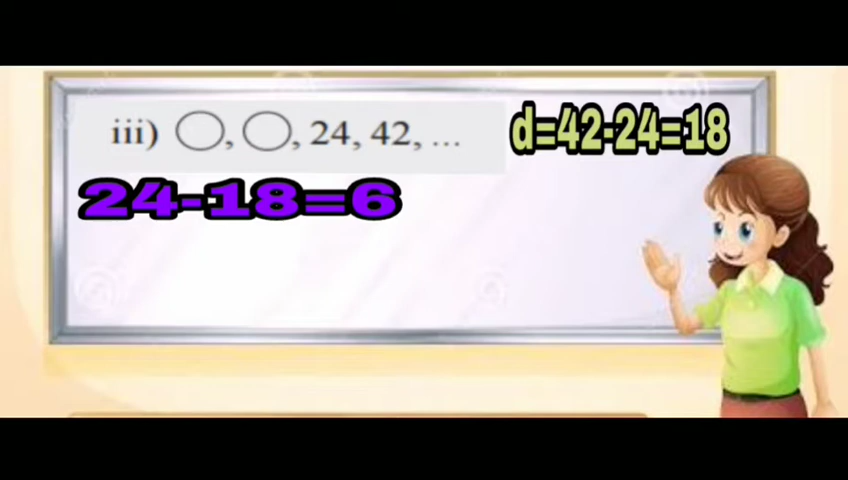 iii) ◯, ◯, 24, 42, ...
d=42-24=18
24-18=6